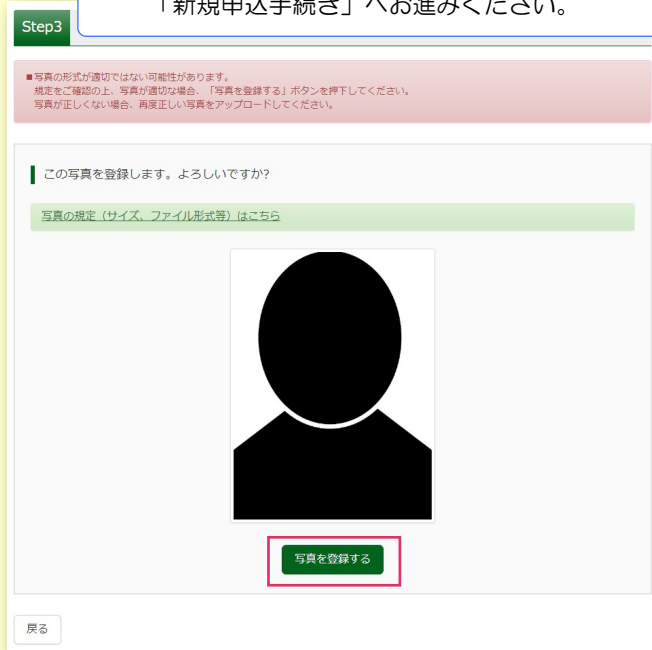 「新規申込手続き」へお進みください。
Step3
■写真の形式が適切ではない可能性があります。
規定をご確認の上、写真が適切な場合、「写真を登録する」ボタンを押下してください。
写真が正しくない場合、再度正しい写真をアップロードしてください。
この写真を登録します。よろしいですか?
写真の規定（サイズ、ファイル形式等）はこちら
写真を登録する
戻る